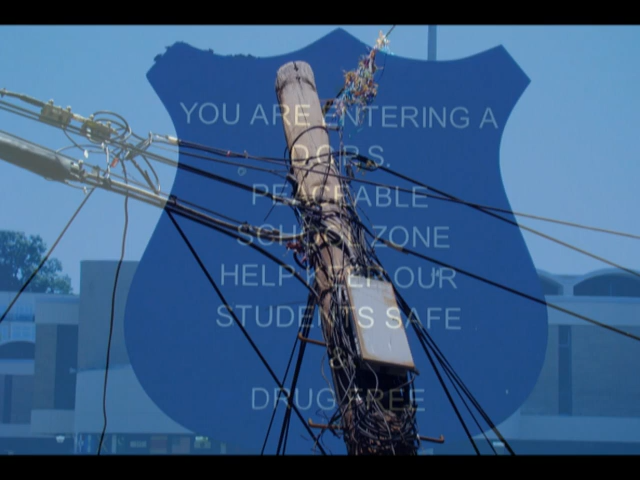 YOU ARE ENTERING A
D.C.P.S.
PEACEABLE
SCHOOL ZONE
HELP KEEP OUR
STUDENTS SAFE
DRUG FREE